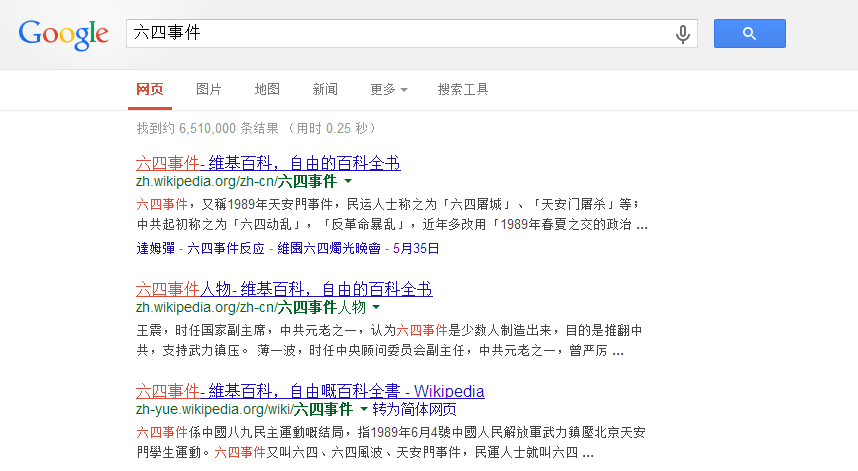 Google
六四事件
网页 图片 地图 新闻 更多 搜索工具
找到约 6,510,000 条结果 （用时 0.25 秒）
六四事件- 维基百科，自由的百科全书
zh.wikipedia.org/zh-cn/六四事件
六四事件，又稱1989年天安門事件，民运人士称之为「六四屠城」、「天安门屠杀」等；
中共起初称之为「六四动乱」，「反革命暴乱」，近年多改用「1989年春夏之交的政治 ...
達姆彈 - 六四事件反应 - 維園六四燭光晚會 - 5月35日
六四事件人物- 维基百科，自由的百科全书
zh.wikipedia.org/zh-cn/六四事件人物
王震，时任国家副主席，中共元老之一，认为六四事件是少数人制造出来，目的是推翻中
共，支持武力镇压。 薄一波，时任中央顾问委员会副主任，中共元老之一，曾严厉 ...
六四事件- 維基百科，自由嘅百科全書 - Wikipedia
zh-yue.wikipedia.org/wiki/六四事件 转为简体网页
六四事件係中國八九民主運動嘅結局，指1989年6月4號中國人民解放軍武力鎮壓北京天安
門學生運動。六四事件又叫六四、六四風波、天安門事件，民運人士就叫六四 ...